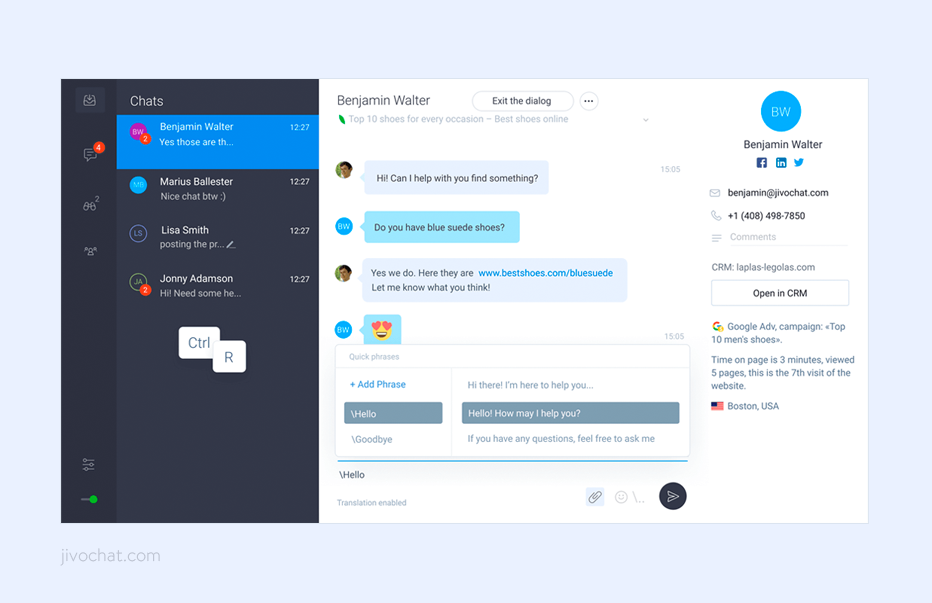 4
2
Chats
BW
2
Benjamin Walter
12:27
Yes those are th...
MB
Marius Ballester
12:27
Nice chat btw :)
LS
Lisa Smith
12:27
posting the pr...
JA
2
Jonny Adamson
12:27
Hi! Need some he...
Ctrl
R
Benjamin Walter
Exit the dialog
Top 10 shoes for every occasion – Best shoes online
Hi! Can I help with you find something?
15:05
BW
Do you have blue suede shoes?
Yes we do. Here they are www.bestshoes.com/bluesuede
Let me know what you think!
BW
15:05
Quick phrases
+ Add Phrase
\Hello
\Goodbye
Hi there! I'm here to help you...
Hello! How may I help you?
If you have any questions, feel free to ask me
\Hello
Translation enabled
\...
BW
Benjamin Walter
benjamin@jivochat.com
+1 (408) 498-7850
Comments
CRM: laplas-legolas.com
Open in CRM
Google Adv, campaign: «Top
10 men's shoes».
Time on page is 3 minutes, viewed
5 pages, this is the 7th visit of the
website.
Boston, USA
jivochat.com